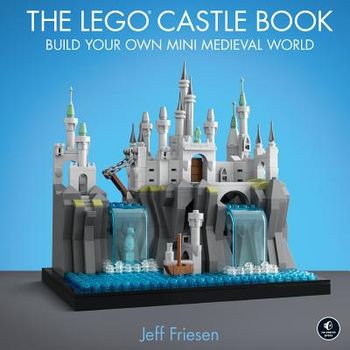 THE LEGO® CASTLE BOOK
BUILD YOUR OWN MINI MEDIEVAL WORLD
Jeff Friesen